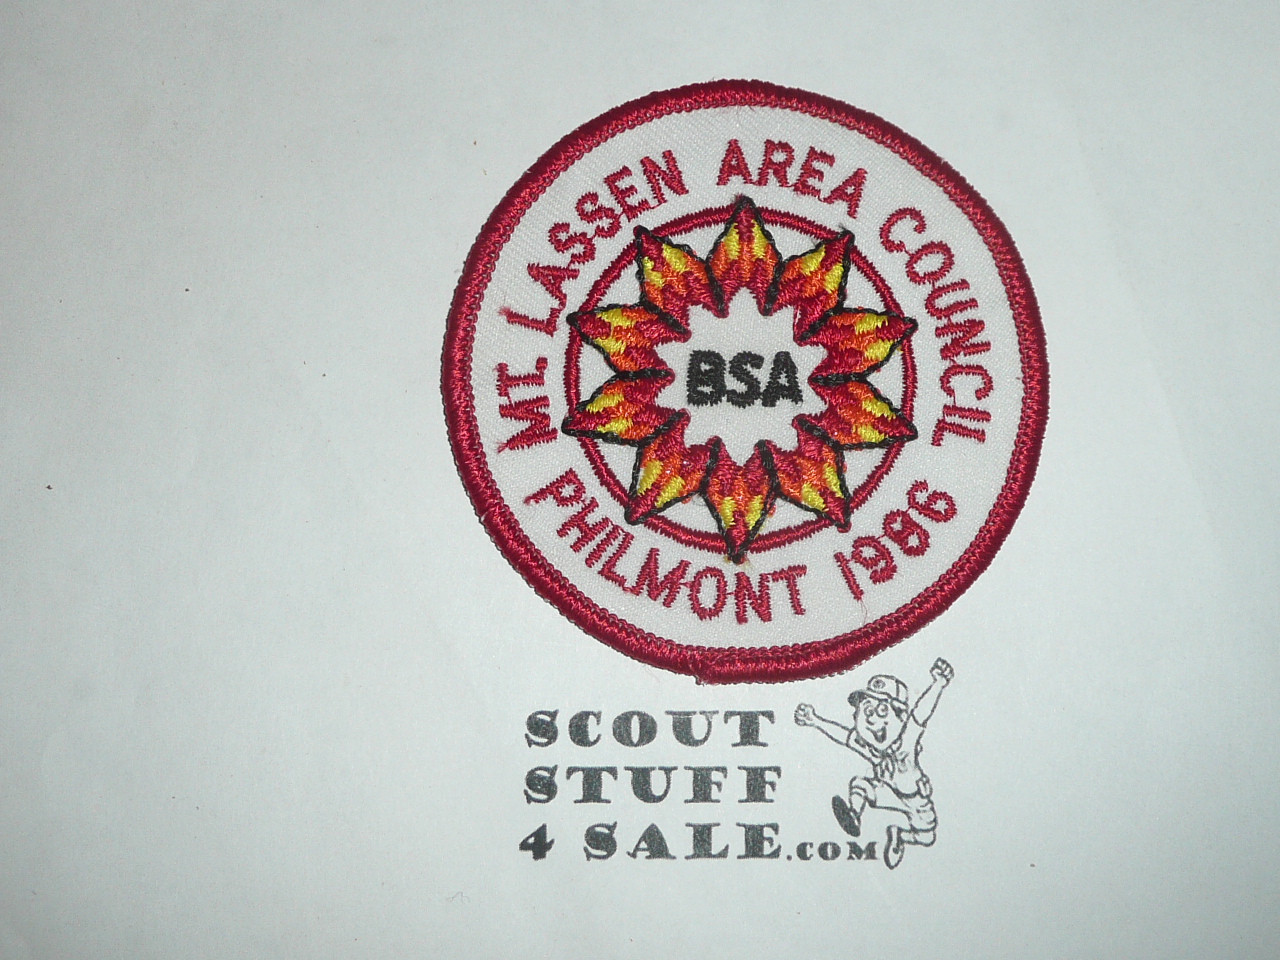 MT. LASSEN AREA COUNCIL
BSA
PHILMONT 1986
SCOUT
STUFF
4 SALE.COM